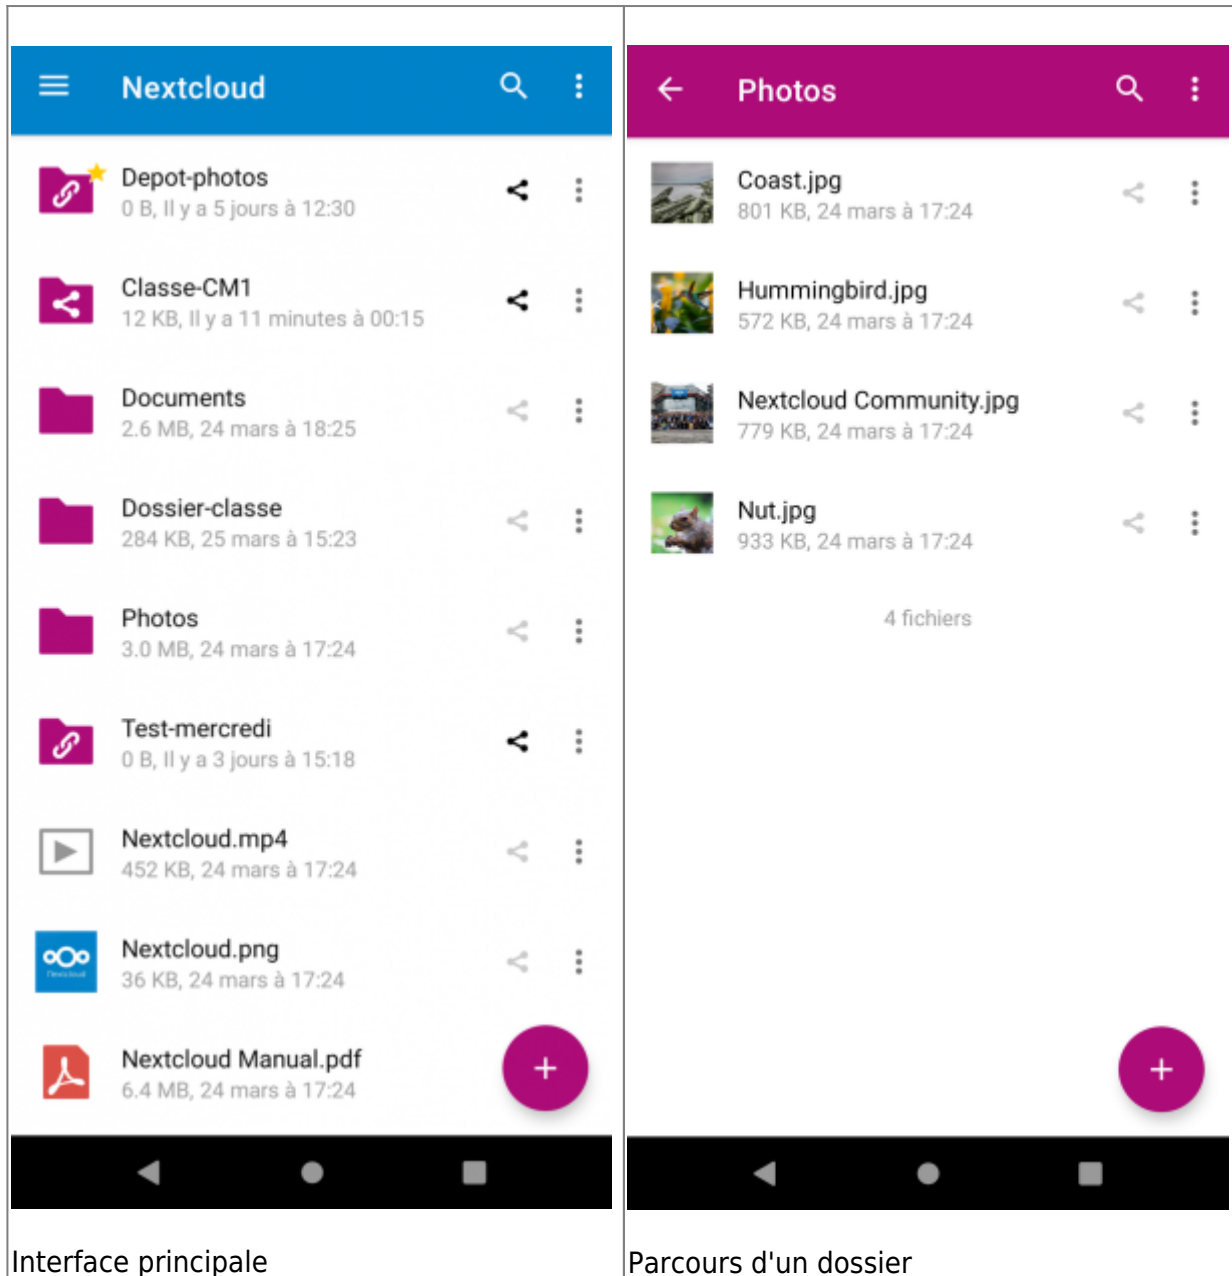 Nextcloud
Depot-photos
0 B, Il y a 5 jours à 12:30
Classe-CM1
12 KB, Il y a 11 minutes à 00:15
Documents
2.6 MB, 24 mars à 18:25
Dossier-classe
284 KB, 25 mars à 15:23
Photos
3.0 MB, 24 mars à 17:24
Test-mercredi
0 B, Il y a 3 jours à 15:18
Nextcloud.mp4
452 KB, 24 mars à 17:24
Nextcloud.png
36 KB, 24 mars à 17:24
Nextcloud Manual.pdf
6.4 MB, 24 mars à 17:24
Interface principale
Photos
Coast.jpg
801 KB, 24 mars à 17:24
Hummingbird.jpg
572 KB, 24 mars à 17:24
Nextcloud Community.jpg
779 KB, 24 mars à 17:24
Nut.jpg
933 KB, 24 mars à 17:24
4 fichiers
Parcours d'un dossier